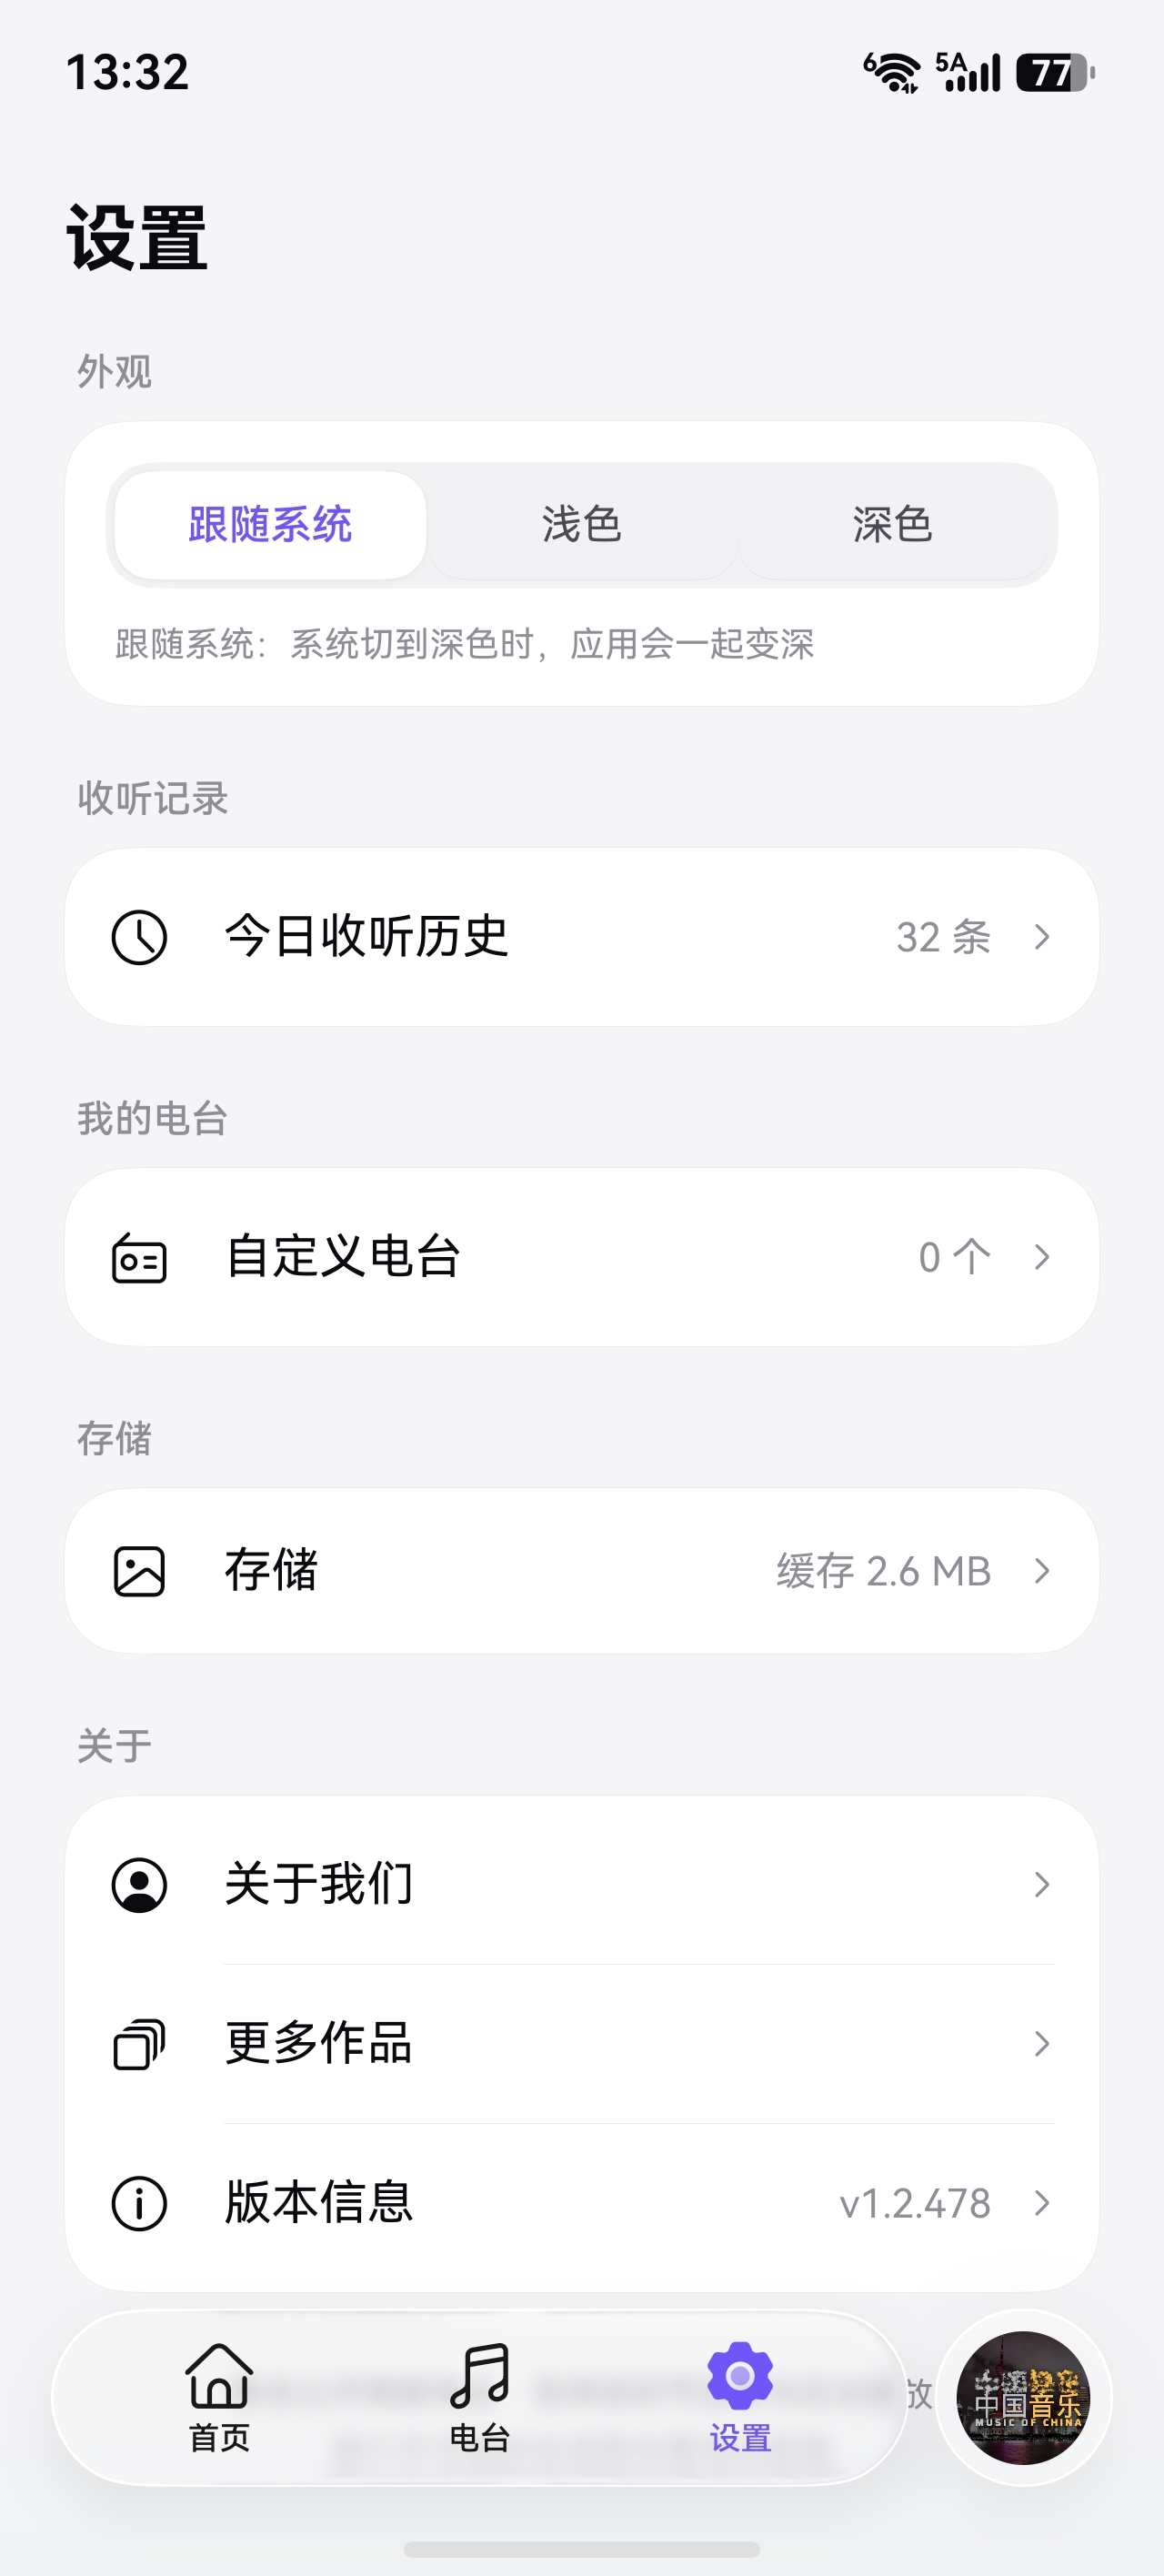 13:32
6 5A 77
设置
外观
跟随系统 浅色 深色
跟随系统：系统切到深色时，应用会一起变深
收听记录
今日收听历史 32 条
我的电台
自定义电台 0 个
存储
存储 缓存 2.6 MB
关于
关于我们
更多作品
版本信息 v1.2.478
放
首页 电台 设置
中国音乐
MUSIC OF CHINA